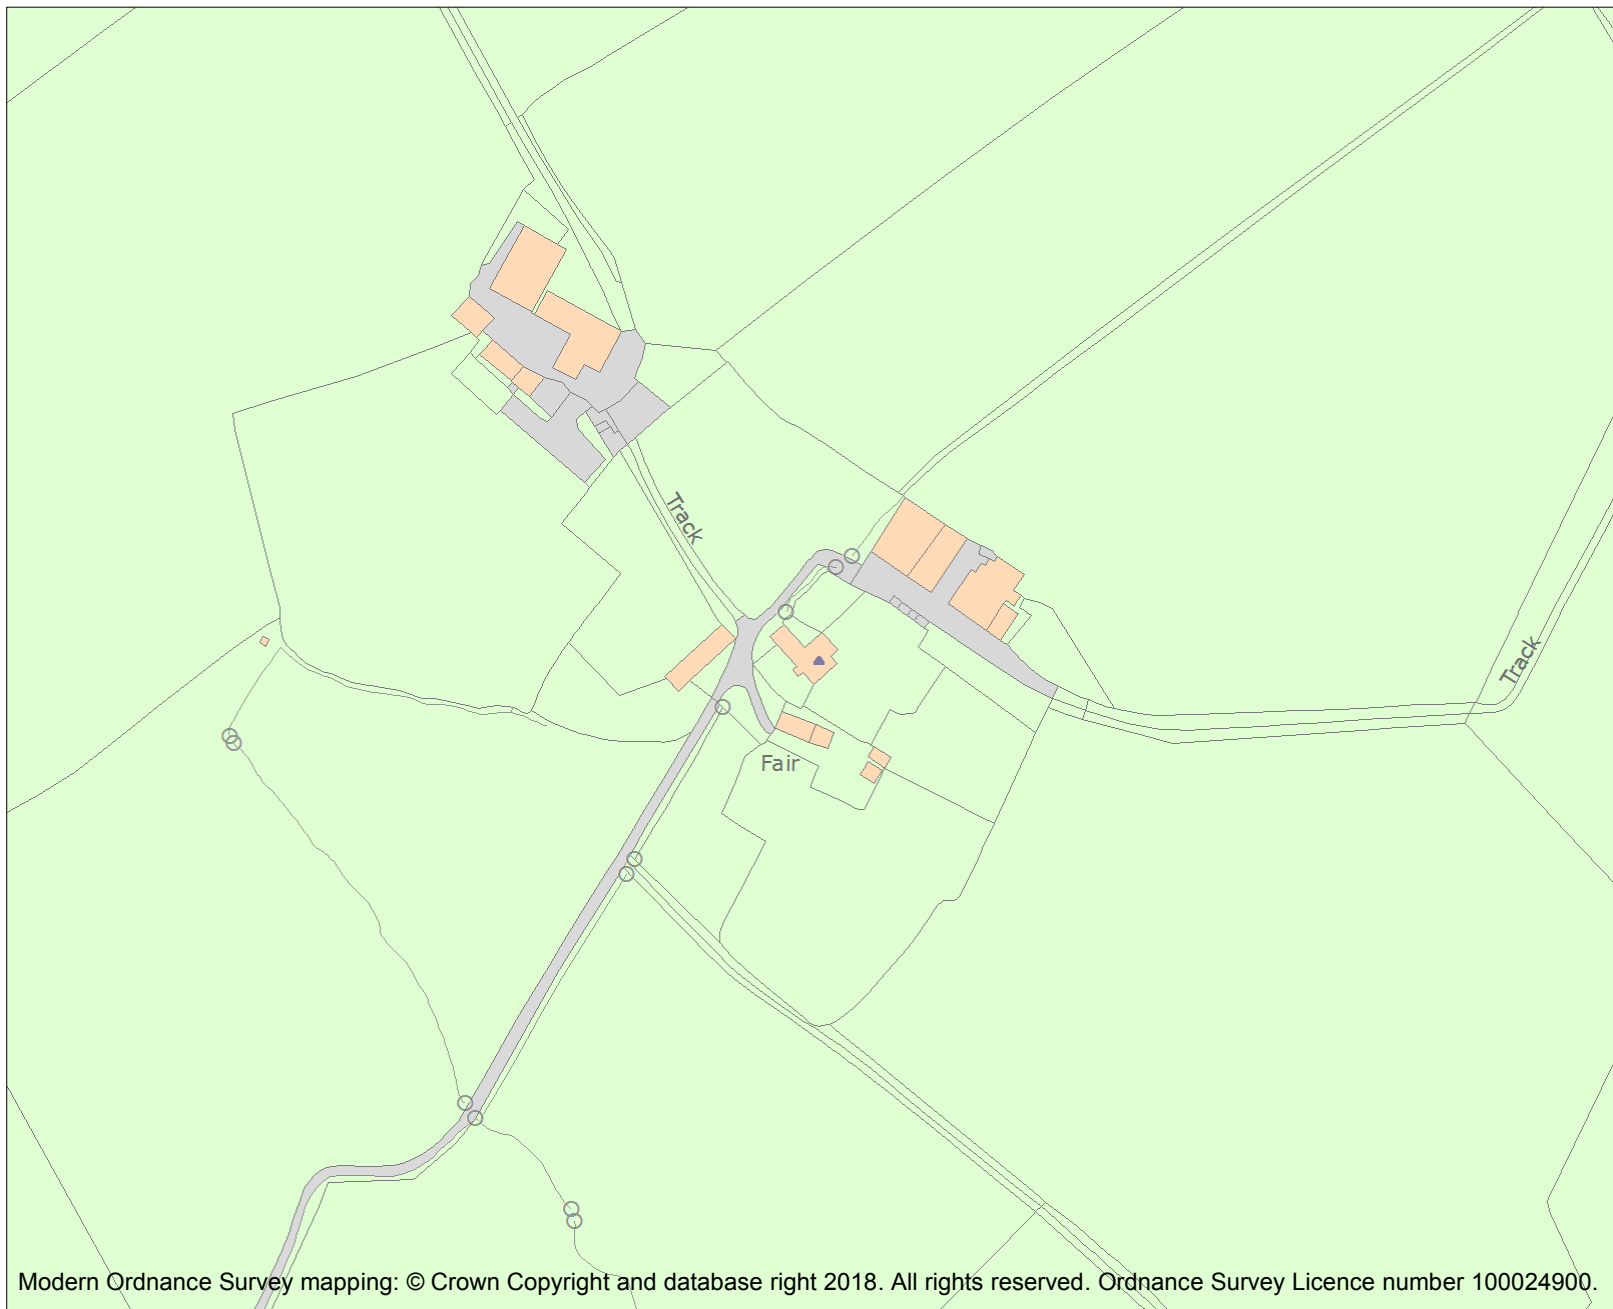 Track
Track
Fair
Modern Ordnance Survey mapping: © Crown Copyright and database right 2018. All rights reserved. Ordnance Survey Licence number 100024900.